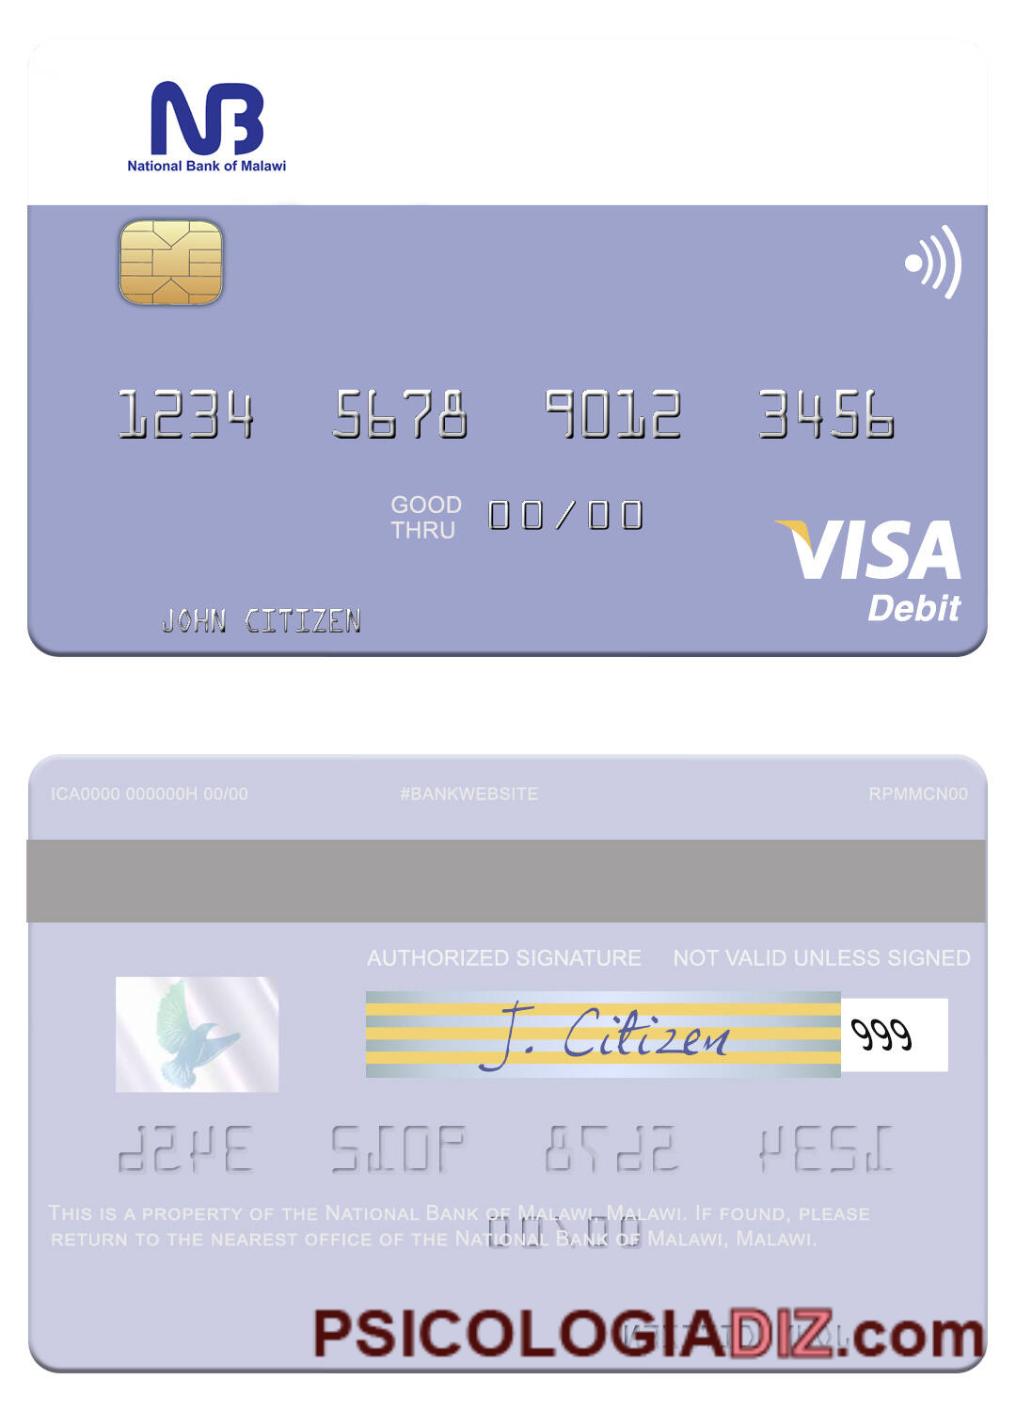 NB
National Bank of Malawi
1234 5678 9012 3456
GOOD
THRU 00/00
VISA
Debit
JOHN CITIZEN
ICA0000 000000H 00/00 #BANKWEBSITE RPMMCN00
AUTHORIZED SIGNATURE NOT VALID UNLESS SIGNED
J. Citizen 999
THIS IS A PROPERTY OF THE NATIONAL BANK OF MALAWI, MALAWI. IF FOUND, PLEASE
RETURN TO THE NEAREST OFFICE OF THE NATIONAL BANK OF MALAWI, MALAWI.
PSICOLOGIADIZ.com